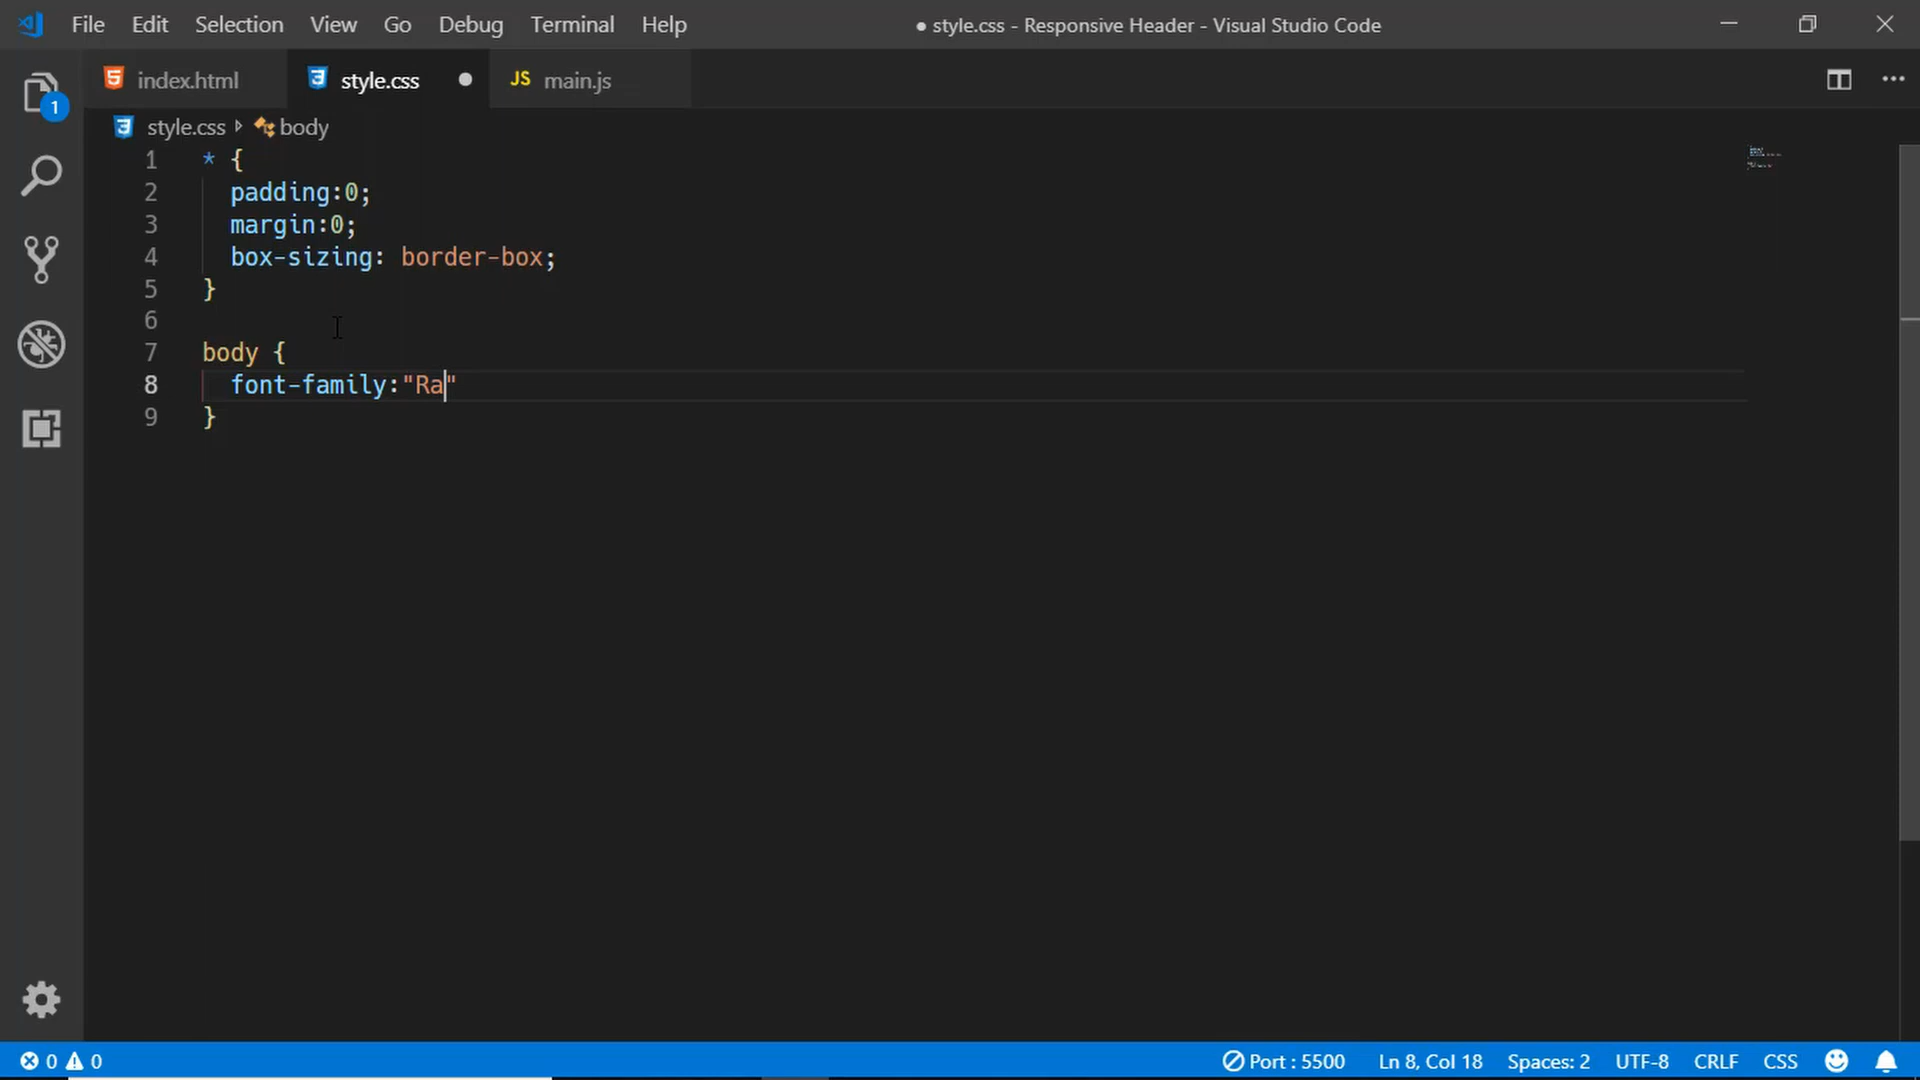 File Edit Selection View Go Debug Terminal Help ● style.css - Responsive Header - Visual Studio Code
index.html style.css ● JS main.js
1
style.css body
1 * {
2 padding:0;
3 margin:0;
4 box-sizing: border-box;
5 }
6
7 body {
8 font-family:"Ra"
9 }
0 0 Port : 5500 Ln 8, Col 18 Spaces: 2 UTF-8 CRLF CSS